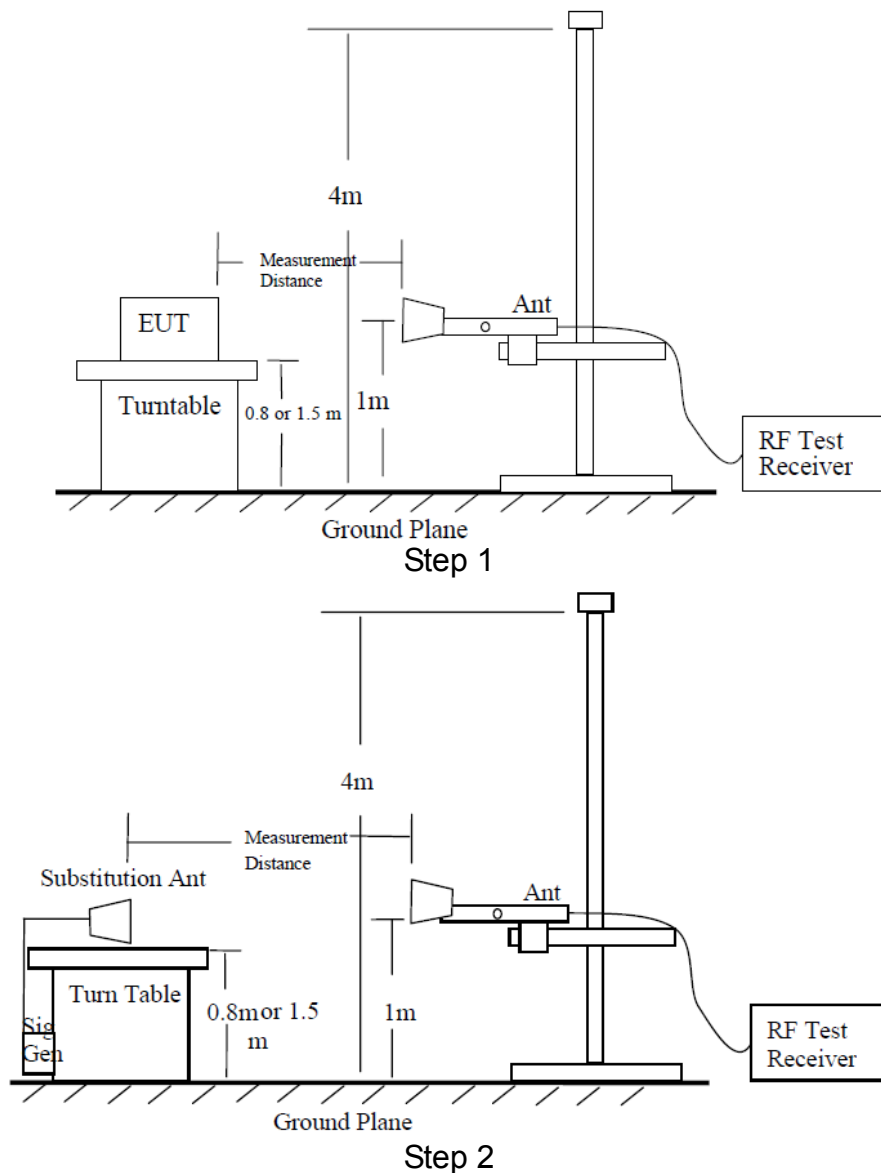 4m
Measurement
Distance
Ant
EUT
1m
Turntable
0.8 or 1.5 m
RF Test
Receiver
Ground Plane
Step 1
4m
Measurement
Distance
Substitution Ant
Ant
Turn Table
0.8m or 1.5
m
1m
Sig
Gen
RF Test
Receiver
Ground Plane
Step 2